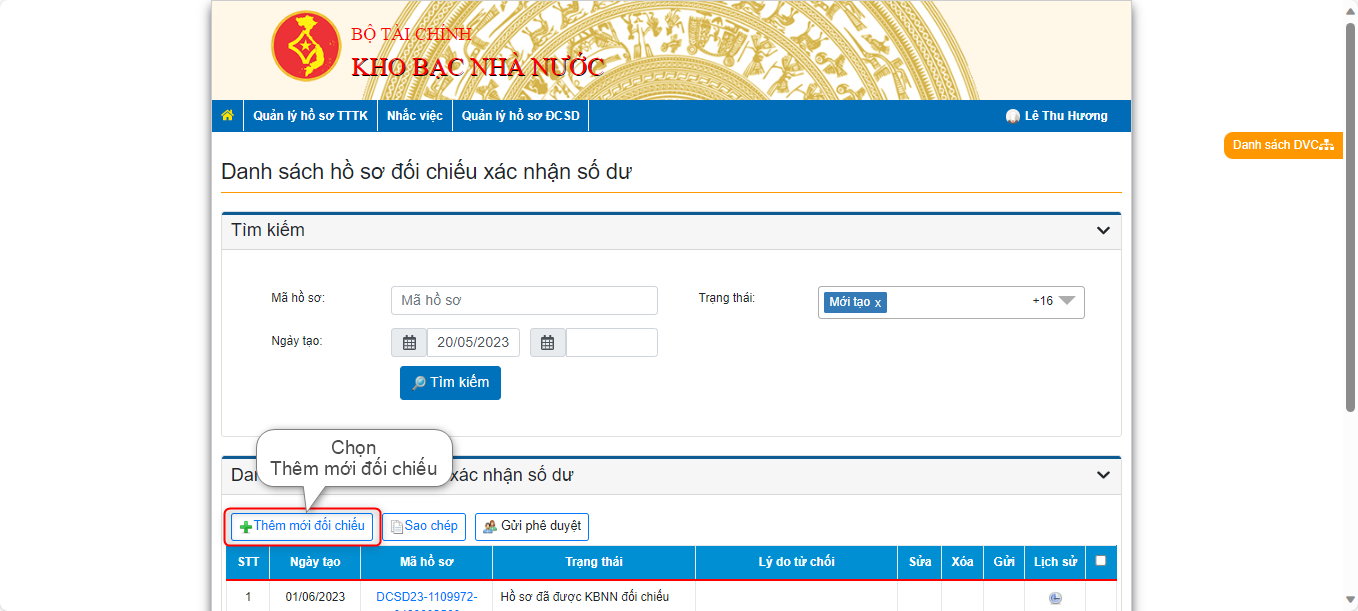 BỘ TÀI CHÍNH
KHO BẠC NHÀ NƯỚC
Quản lý hồ sơ TTTK Nhắc việc Quản lý hồ sơ ĐCSD Lê Thu Hương
Danh sách DVC
Danh sách hồ sơ đối chiếu xác nhận số dư
Tìm kiếm
Mã hồ sơ: Mã hồ sơ Trạng thái: Mới tạo x +16
Ngày tạo: 20/05/2023
Tìm kiếm
Chọn
Thêm mới đối chiếu
xác nhận số dư
Thêm mới đối chiếu Sao chép Gửi phê duyệt
STT Ngày tạo Mã hồ sơ Trạng thái Lý do từ chối Sửa Xóa Gửi Lịch sử
1 01/06/2023 DCSD23-1109972- Hồ sơ đã được KBNN đối chiếu